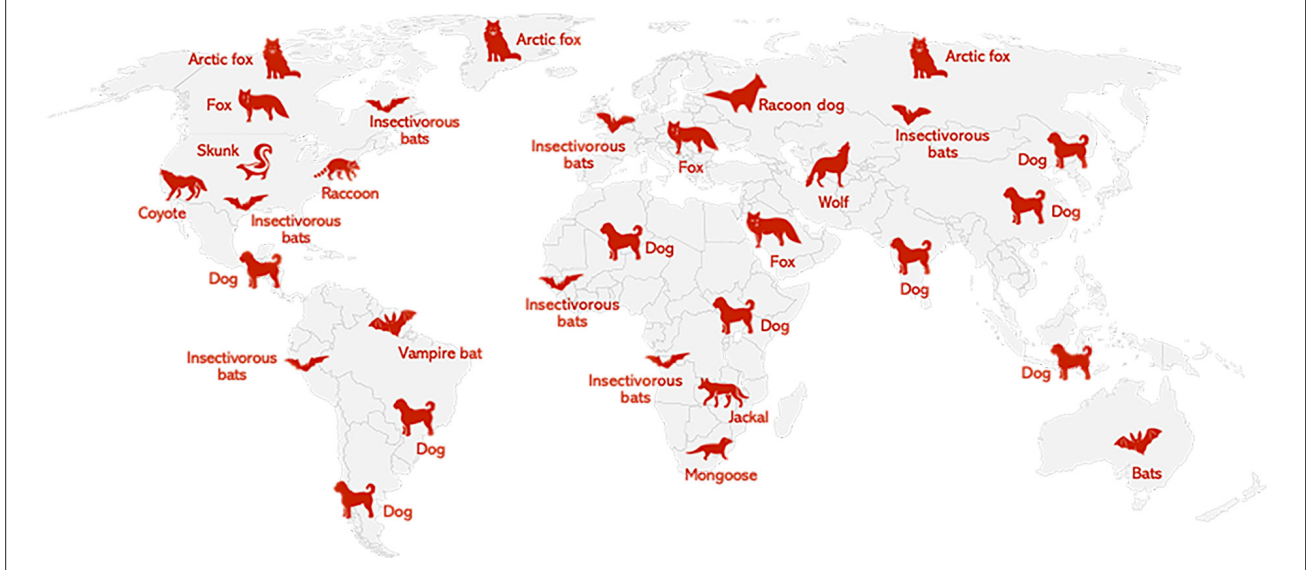 Arctic fox
Arctic fox
Arctic fox
Fox
Insectivorous
bats
Racoon dog
Insectivorous
bats
Fox
Insectivorous
bats
Dog
Skunk
Raccoon
Coyote
Insectivorous
bats
Wolf
Dog
Dog
Fox
Dog
Dog
Insectivorous
bats
Dog
Vampire bat
Insectivorous
bats
Insectivorous
bats
Dog
Jackal
Dog
Mongoose
Bats
Dog